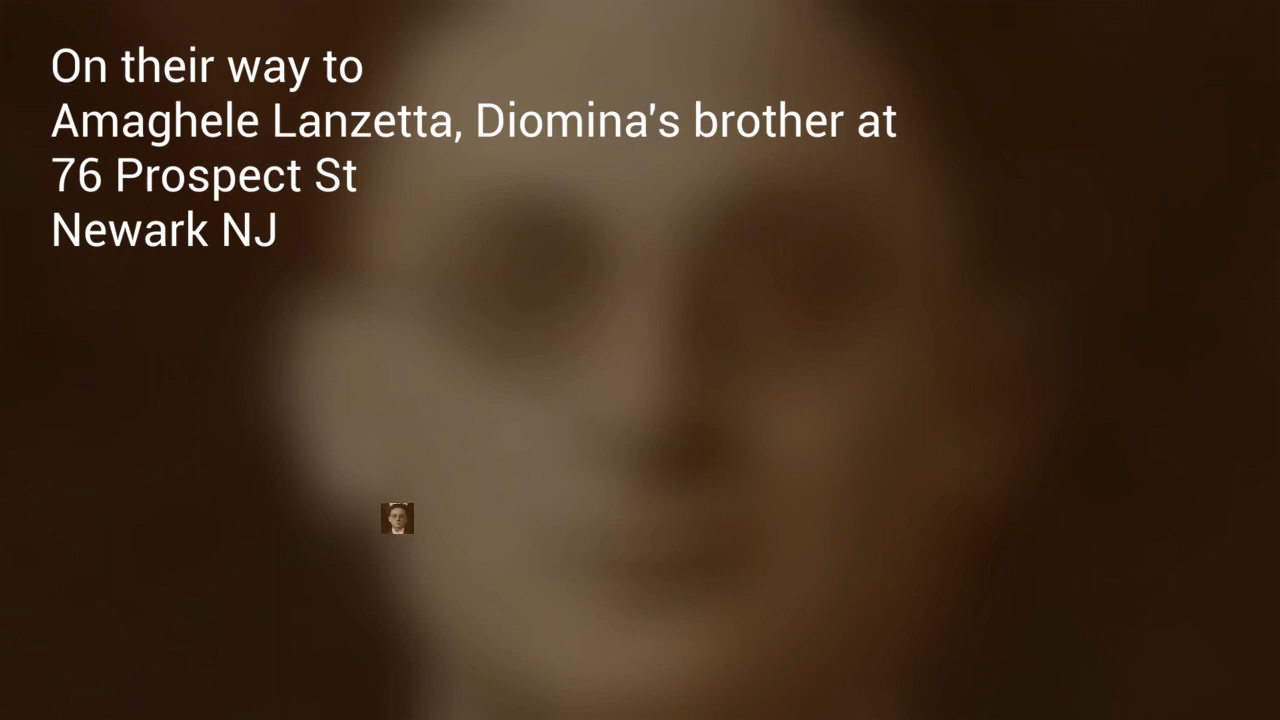 On their way to
Amaghele Lanzetta, Diomina's brother at
76 Prospect St
Newark NJ